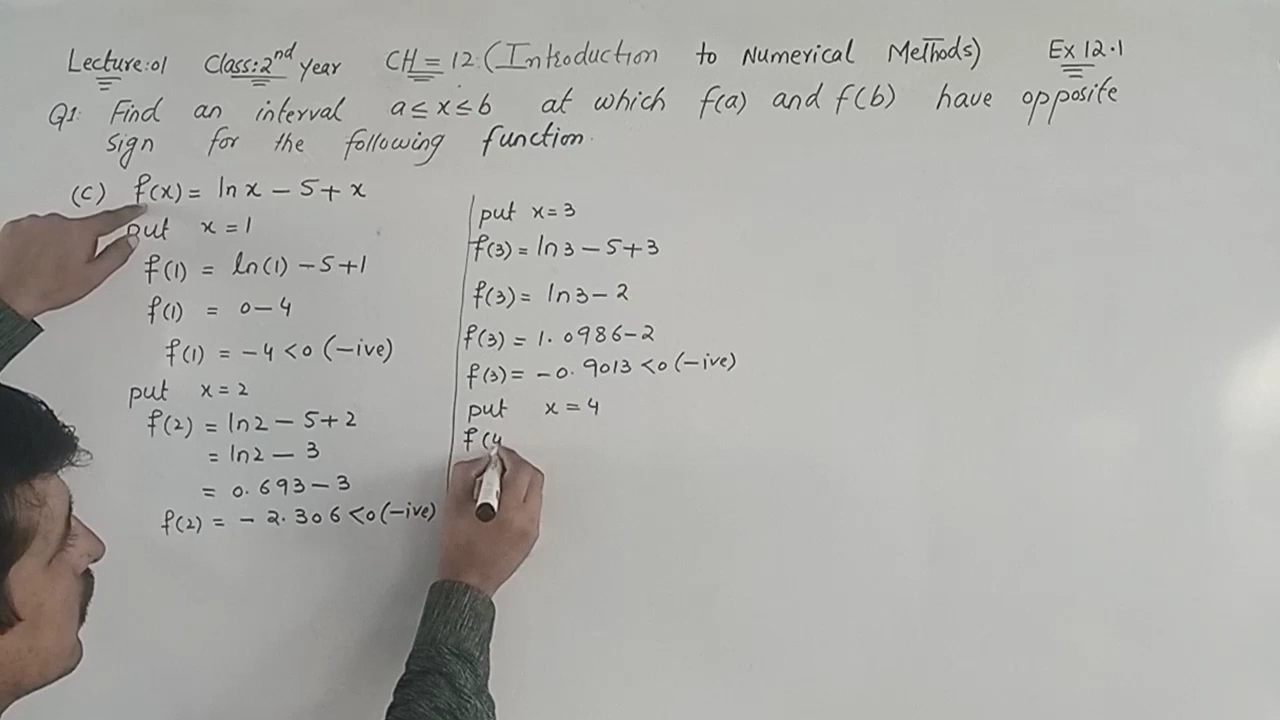 Lecture:01 Class:2nd year CH=12:(Introduction to Numerical Methods) Ex 12.1
Q1: Find an interval a≤x≤b at which f(a) and f(b) have opposite
sign for the following function.
(C) f(x)= lnx-5+x
put x=1
f(1) = ln(1)-5+1
f(1) = 0-4
f(1) = -4<0 (-ive)
put x=2
f(2) = ln2-5+2
= ln2-3
= 0.693-3
f(2) = -2.306<0(-ive)
put x=3
f(3)= ln3-5+3
f(3)= ln3-2
f(3)=1.0986-2
f(3)=-0.9013<0(-ive)
put x=4
f(4